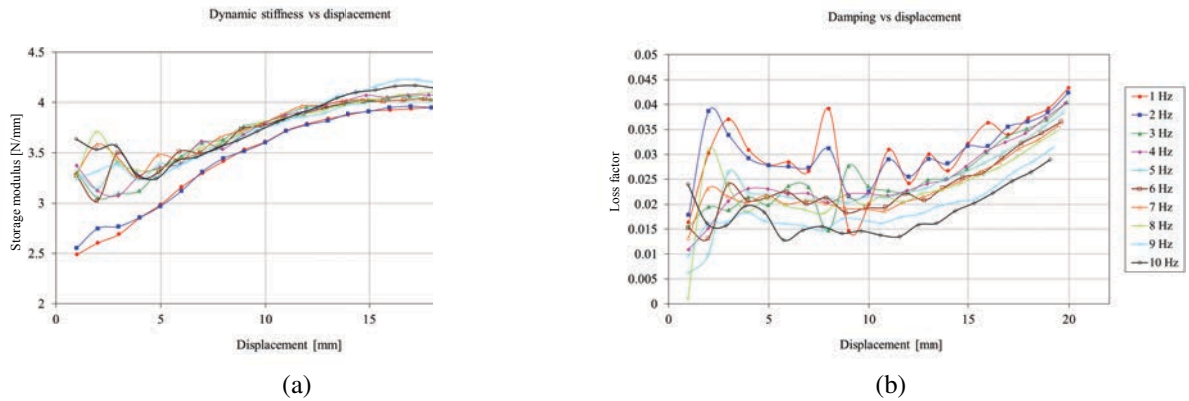 Dynamic stiffness vs displacement
Storage modulus [N/mm]
4.5
4
3.5
3
2.5
2
0
5
10
15
Displacement [mm]
(a)
Damping vs displacement
Loss factor
0.05
0.045
0.04
0.035
0.03
0.025
0.02
0.015
0.01
0.005
0
0
5
10
15
20
Displacement [mm]
1 Hz
2 Hz
3 Hz
4 Hz
5 Hz
6 Hz
7 Hz
8 Hz
9 Hz
10 Hz
(b)